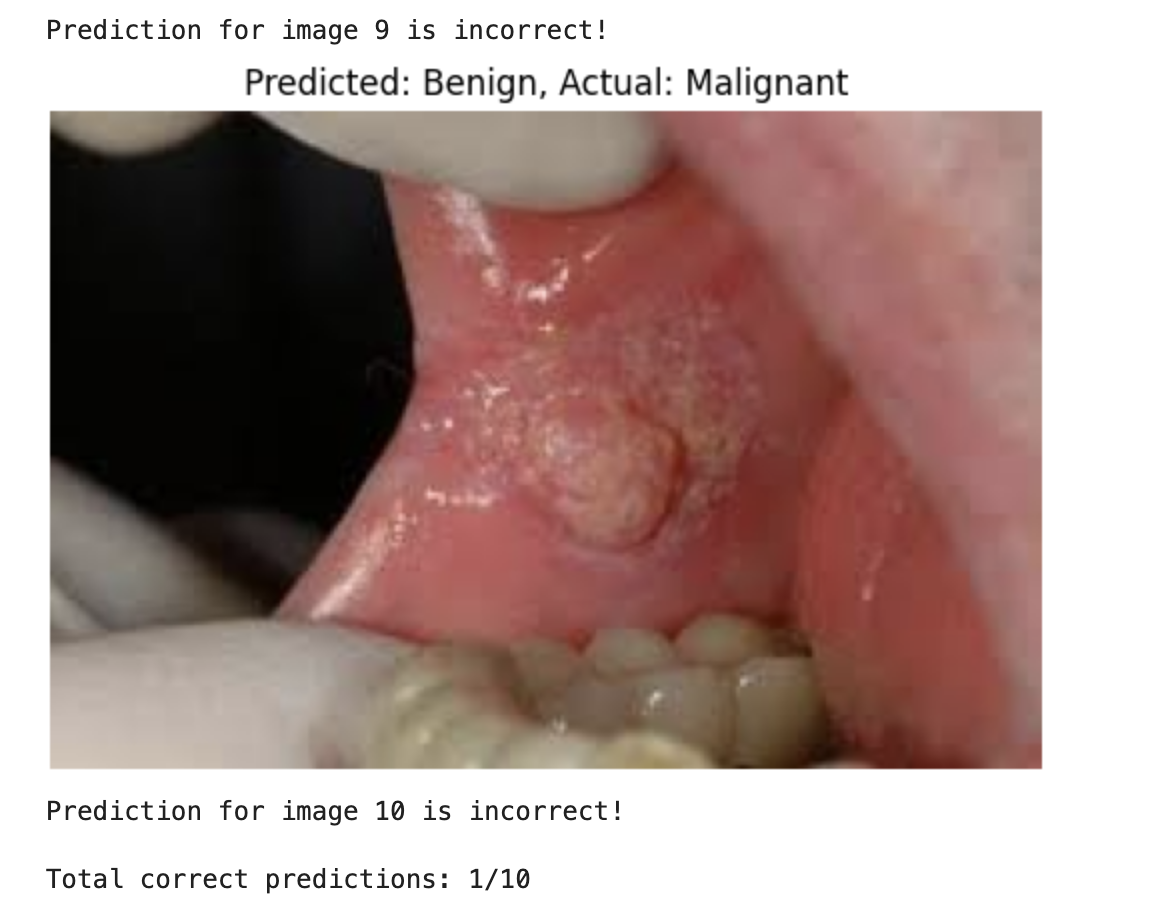 Prediction for image 9 is incorrect!
Predicted: Benign, Actual: Malignant
Prediction for image 10 is incorrect!
Total correct predictions: 1/10